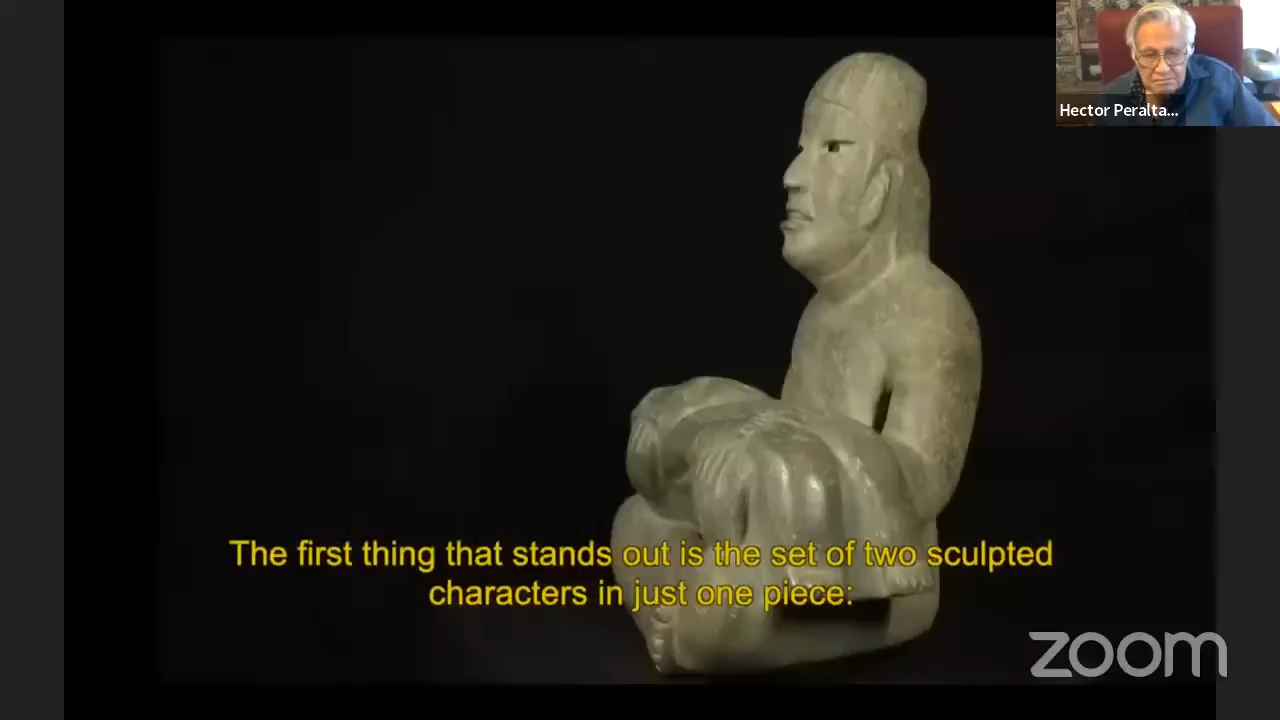 Hector Peralta...
The first thing that stands out is the set of two sculpted
characters in just one piece:
zoom